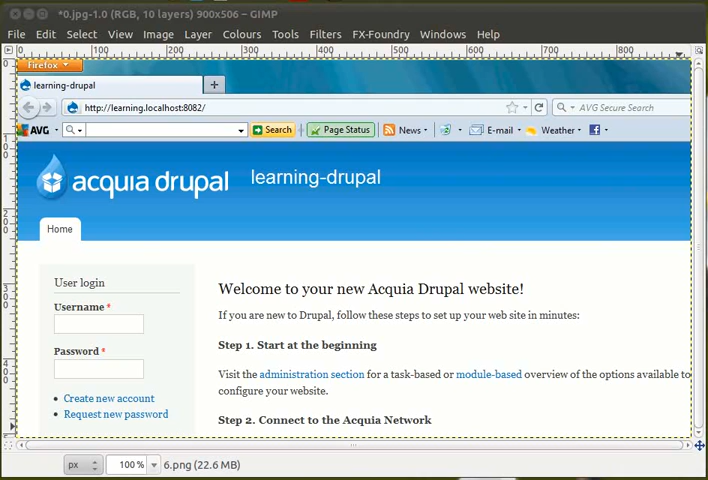 *0.jpg-1.0 (RGB, 10 layers) 900x506 – GIMP
File Edit Select View Image Layer Colours Tools Filters FX-Foundry Windows Help
0 100 200 300 400 500 600 700 800
Firefox
learning-drupal
http://learning.localhost:8082/ AVG Secure Search
AVG Search Page Status News E-mail Weather
acquia drupal learning-drupal
Home
User login
Username *
Password *
Create new account
Request new password
Welcome to your new Acquia Drupal website!
If you are new to Drupal, follow these steps to set up your web site in minutes:
Step 1. Start at the beginning
Visit the administration section for a task-based or module-based overview of the options available to
configure your website.
Step 2. Connect to the Acquia Network
px 100 % 6.png (22.6 MB)